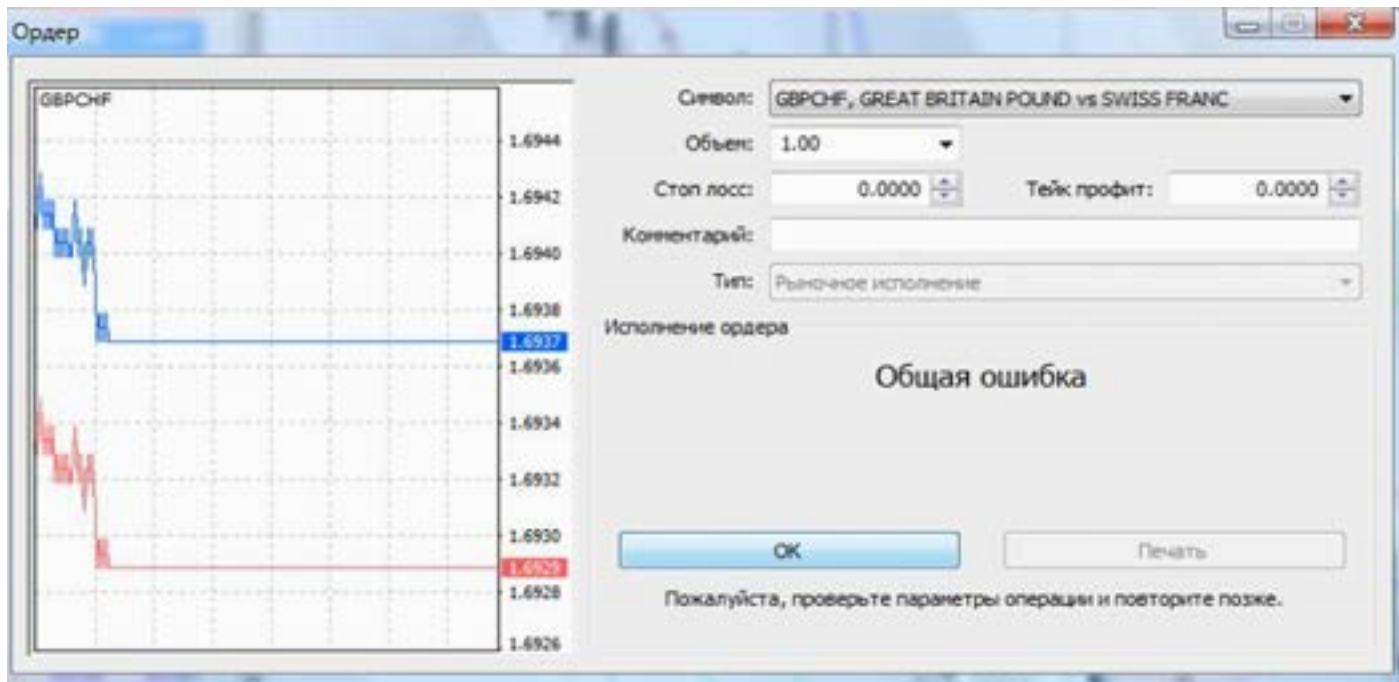 Ордер
GBPCHF
1.6944
1.6942
1.6940
1.6938
1.6937
1.6936
1.6934
1.6932
1.6930
1.6929
1.6928
1.6926
Символ: GBPCHF, GREAT BRITAIN POUND vs SWISS FRANC
Объем: 1.00
Стоп лосс: 0.0000 Тейк профит: 0.0000
Комментарий:
Тип: Рыночное исполнение
Исполнение ордера
Общая ошибка
OK Печать
Пожалуйста, проверьте параметры операции и повторите позже.